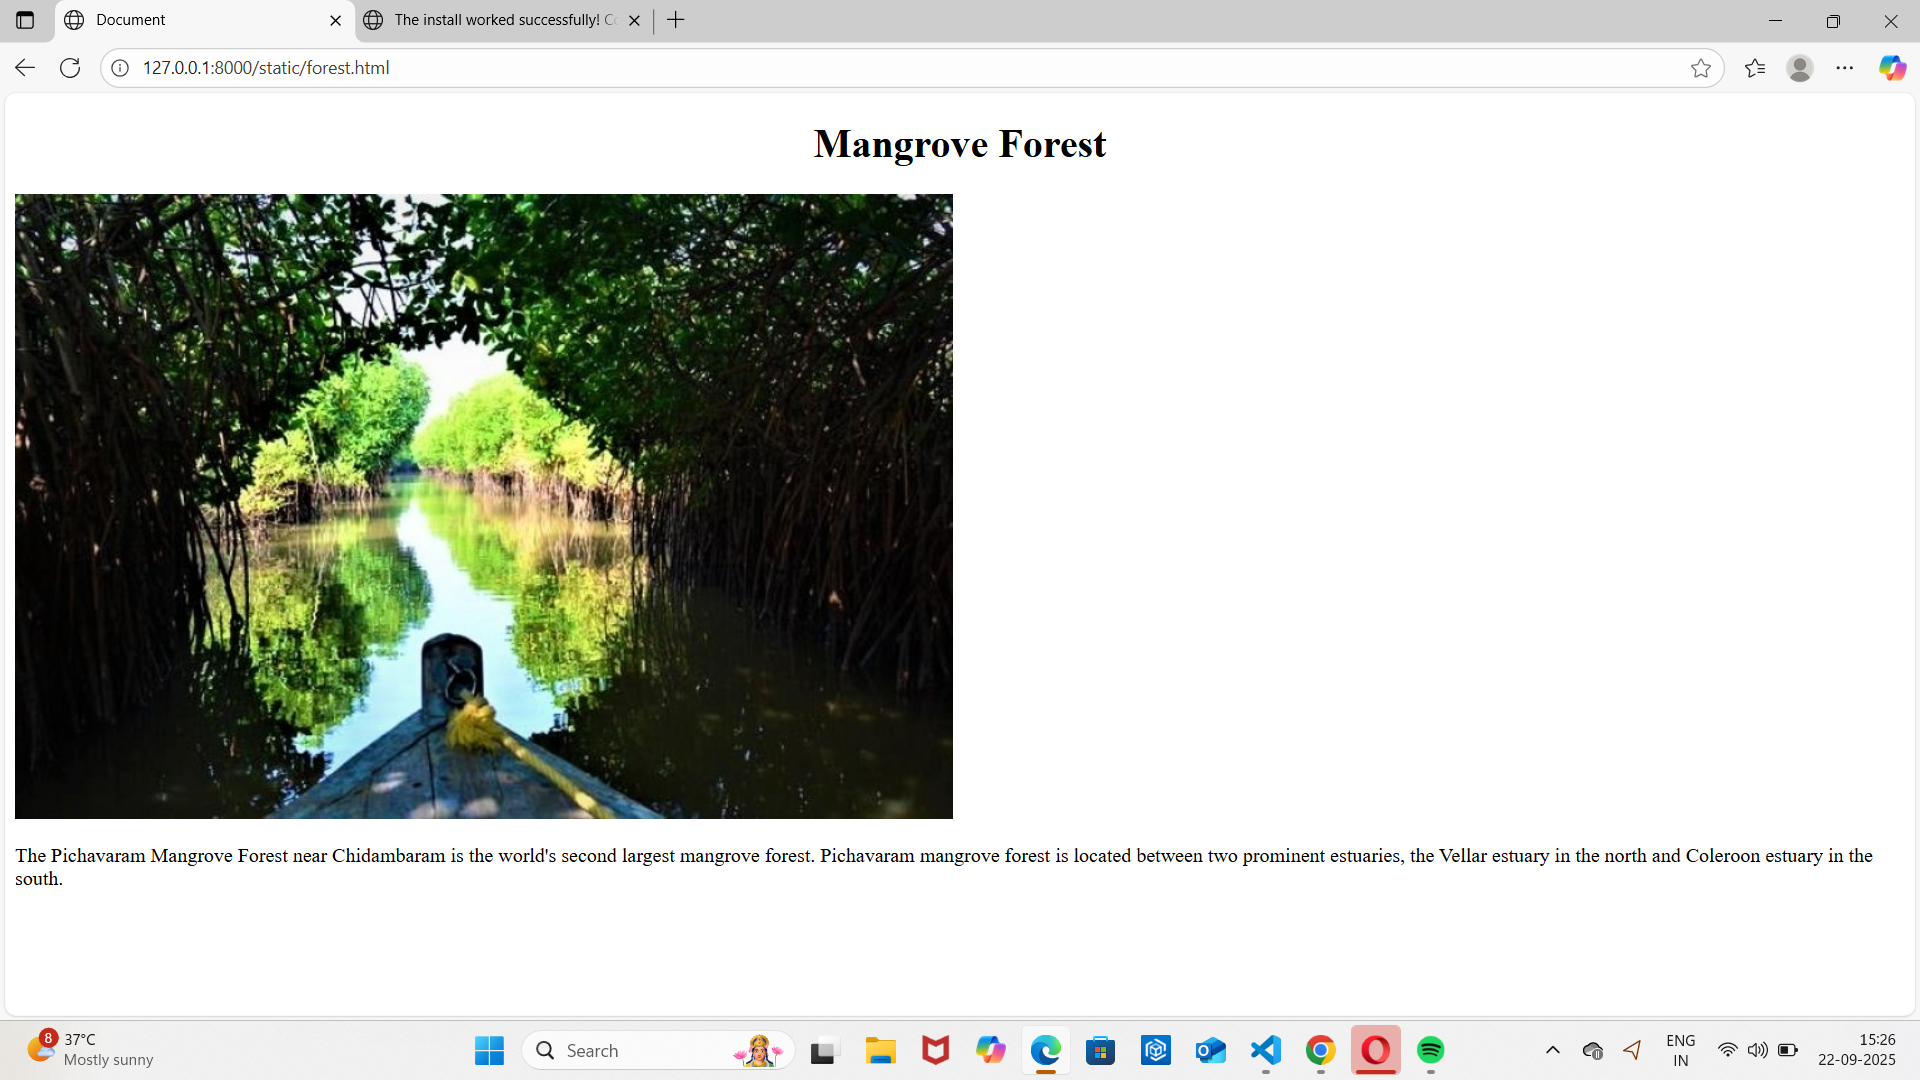 Document
The install worked successfully! Co
127.0.0.1:8000/static/forest.html
Mangrove Forest
The Pichavaram Mangrove Forest near Chidambaram is the world's second largest mangrove forest. Pichavaram mangrove forest is located between two prominent estuaries, the Vellar estuary in the north and Coleroon estuary in the
south.
8
37°C
Mostly sunny
Search
ENG
IN
15:26
22-09-2025